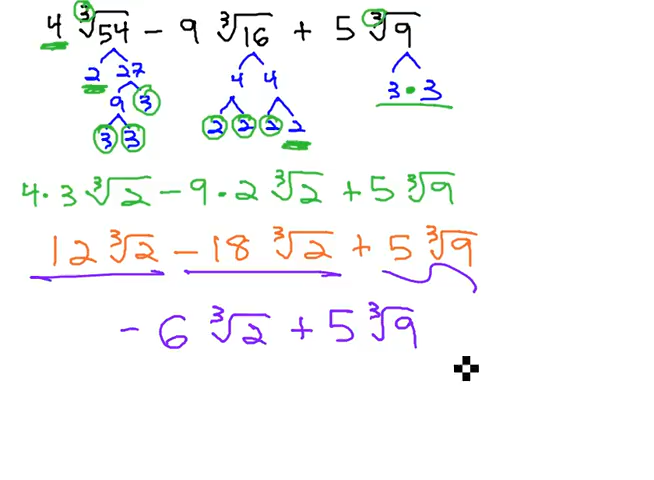 4 ∛54 − 9 ∛16 + 5 ∛9
2 27 4 4 3 · 3
9 3 2 2 2 2
3 3
4 · 3 ∛2 − 9 · 2 ∛2 + 5 ∛9
12 ∛2 − 18 ∛2 + 5 ∛9
− 6 ∛2 + 5 ∛9